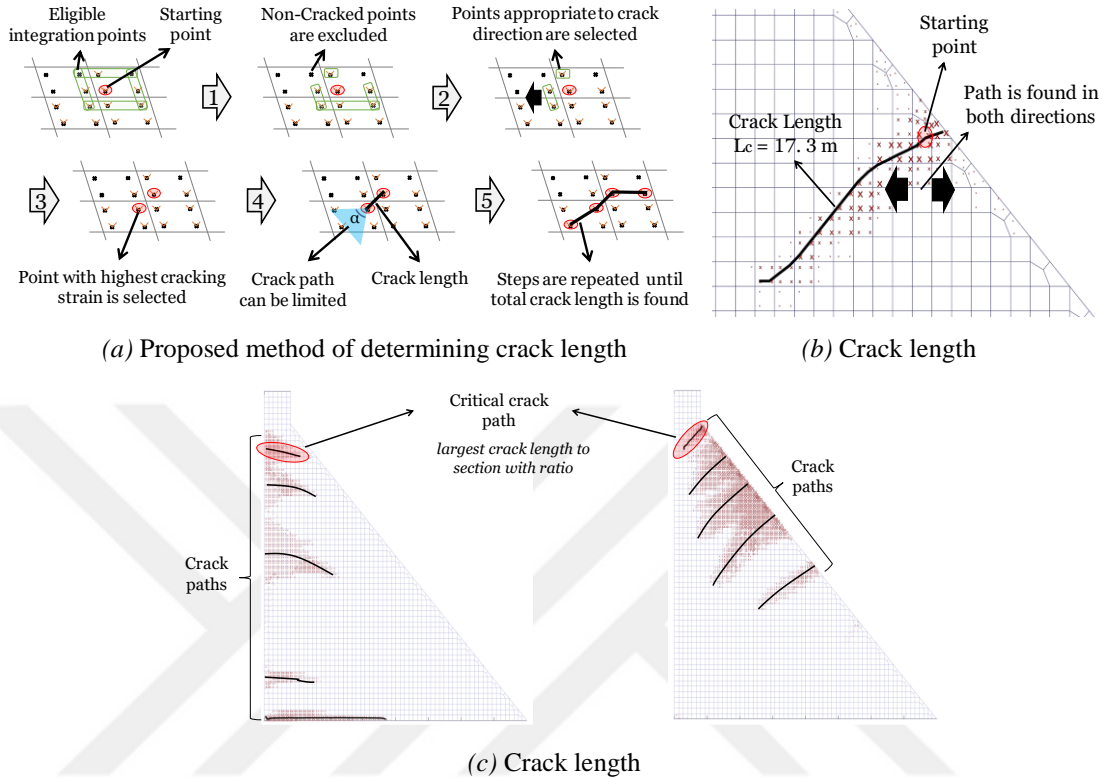 Eligible
integration points
Starting
point
Non-Cracked points
are excluded
Points appropriate to crack
direction are selected
1
2
3
Point with highest cracking
strain is selected
4
α
Crack path
can be limited
Crack length
5
Steps are repeated until
total crack length is found
(a) Proposed method of determining crack length
Starting
point
Path is found in
both directions
Crack Length
Lc = 17.3 m
(b) Crack length
Critical crack
path
largest crack length to
section with ratio
Crack
paths
Crack
paths
(c) Crack length